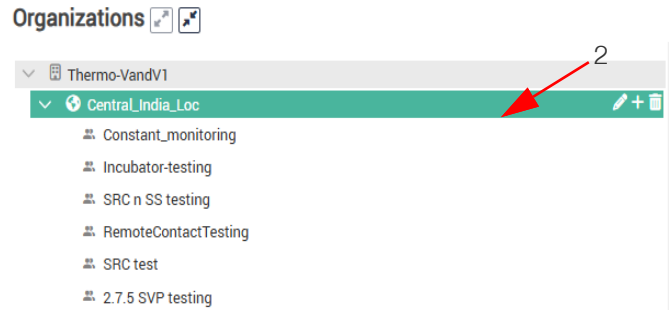 Organizations
2
Thermo-VandV1
Central_India_Loc
Constant_monitoring
Incubator-testing
SRC n SS testing
RemoteContactTesting
SRC test
2.7.5 SVP testing